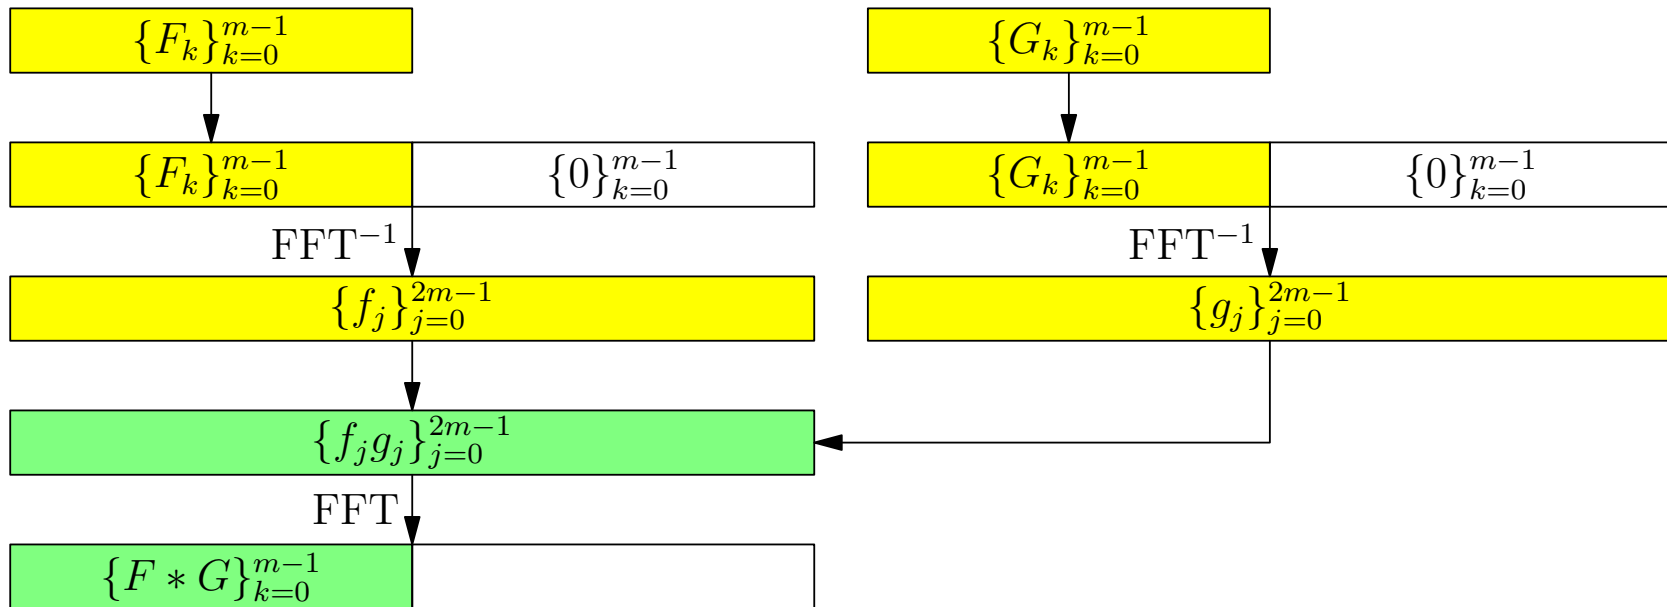 $\{F_k\}_{k=0}^{m-1}$ $\{G_k\}_{k=0}^{m-1}$
$\{F_k\}_{k=0}^{m-1}$ $\{0\}_{k=0}^{m-1}$ $\{G_k\}_{k=0}^{m-1}$ $\{0\}_{k=0}^{m-1}$
FFT$^{-1}$ FFT$^{-1}$
$\{f_j\}_{j=0}^{2m-1}$ $\{g_j\}_{j=0}^{2m-1}$
$\{f_j g_j\}_{j=0}^{2m-1}$
FFT
$\{F * G\}_{k=0}^{m-1}$